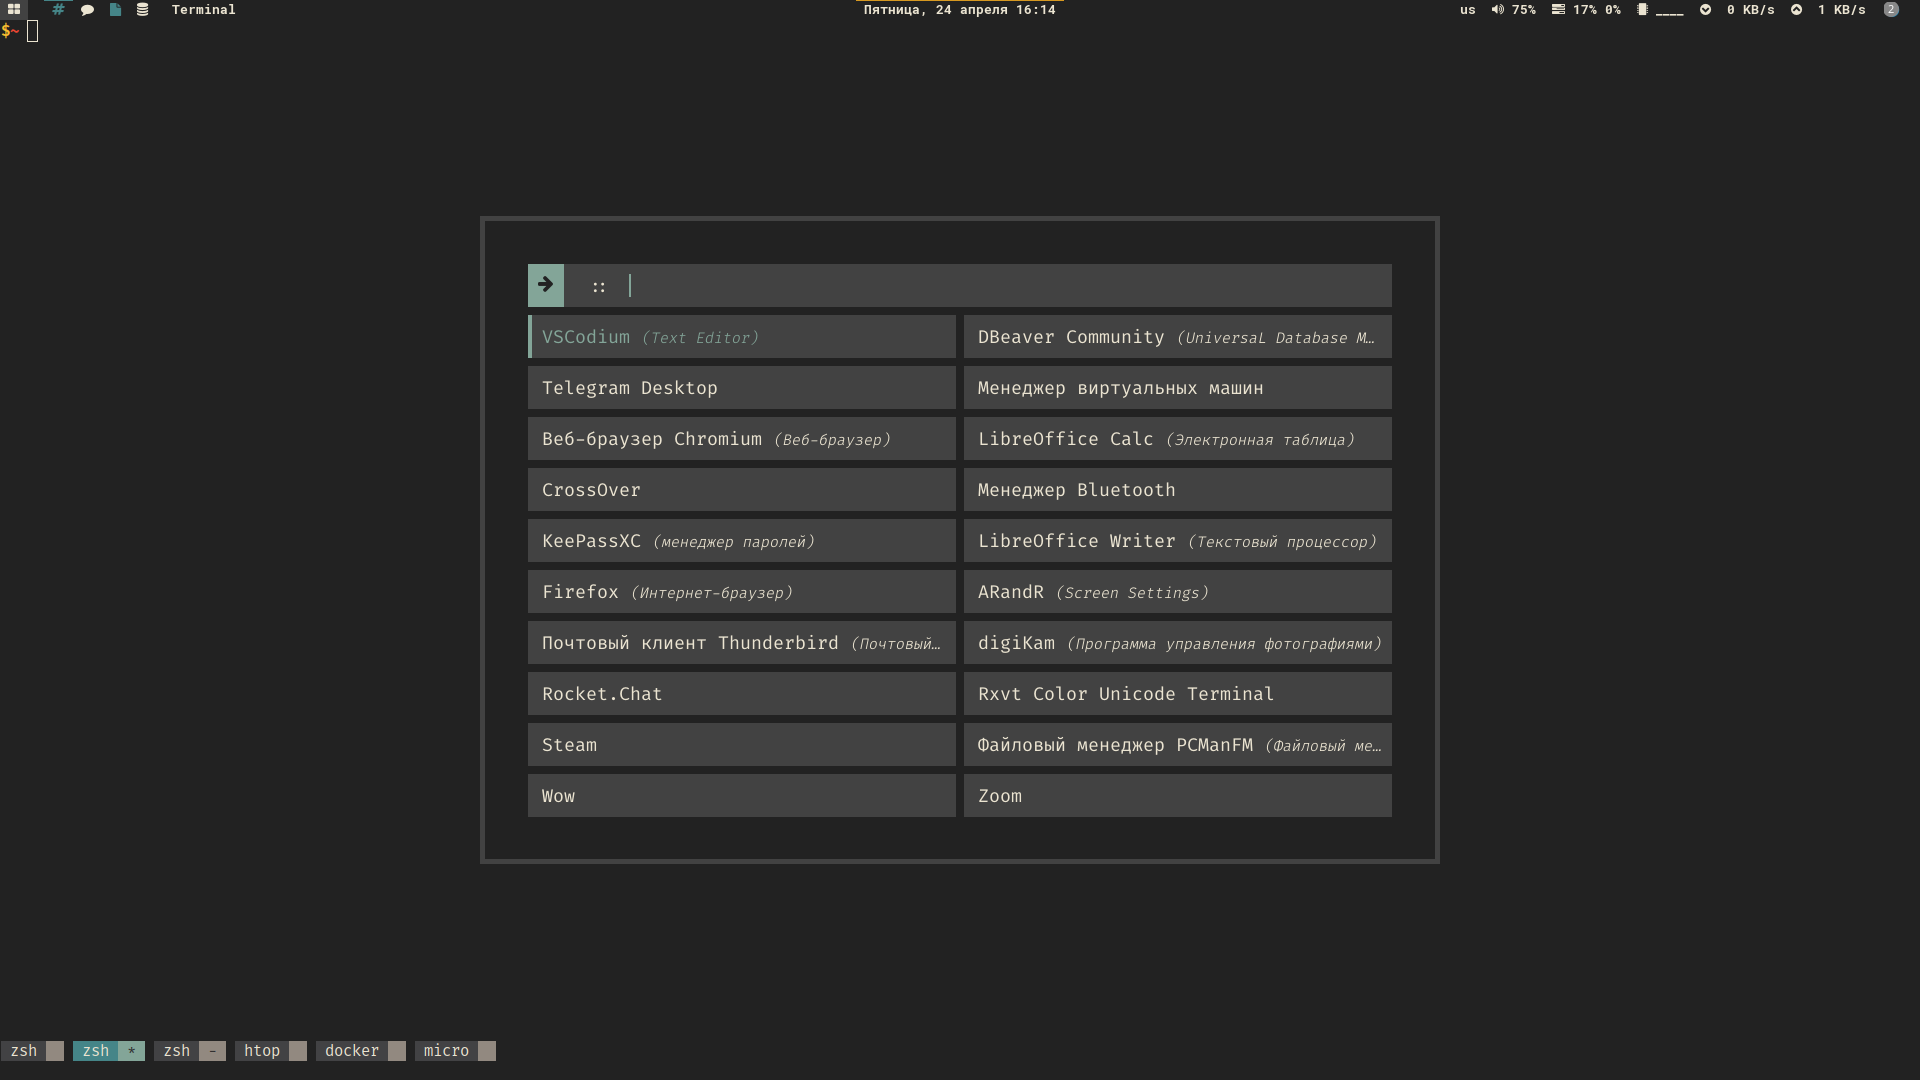 # Terminal Пятница, 24 апреля 16:14 us 75% 17% 0% ____ 0 KB/s 1 KB/s 2
$~
::
VSCodium (Text Editor) DBeaver Community (UniversaL Database M…
Telegram Desktop Менеджер виртуальных машин
Веб-браузер Chromium (Веб-браузер) LibreOffice Calc (Электронная таблица)
CrossOver Менеджер Bluetooth
KeePassXC (менеджер паролей) LibreOffice Writer (Текстовый процессор)
Firefox (Интернет-браузер) ARandR (Screen Settings)
Почтовый клиент Thunderbird (Почтовый… digiKam (Программа управления фотографиями)
Rocket.Chat Rxvt Color Unicode Terminal
Steam Файловый менеджер PCManFM (Файловый ме…
Wow Zoom
zsh zsh * zsh - htop docker micro